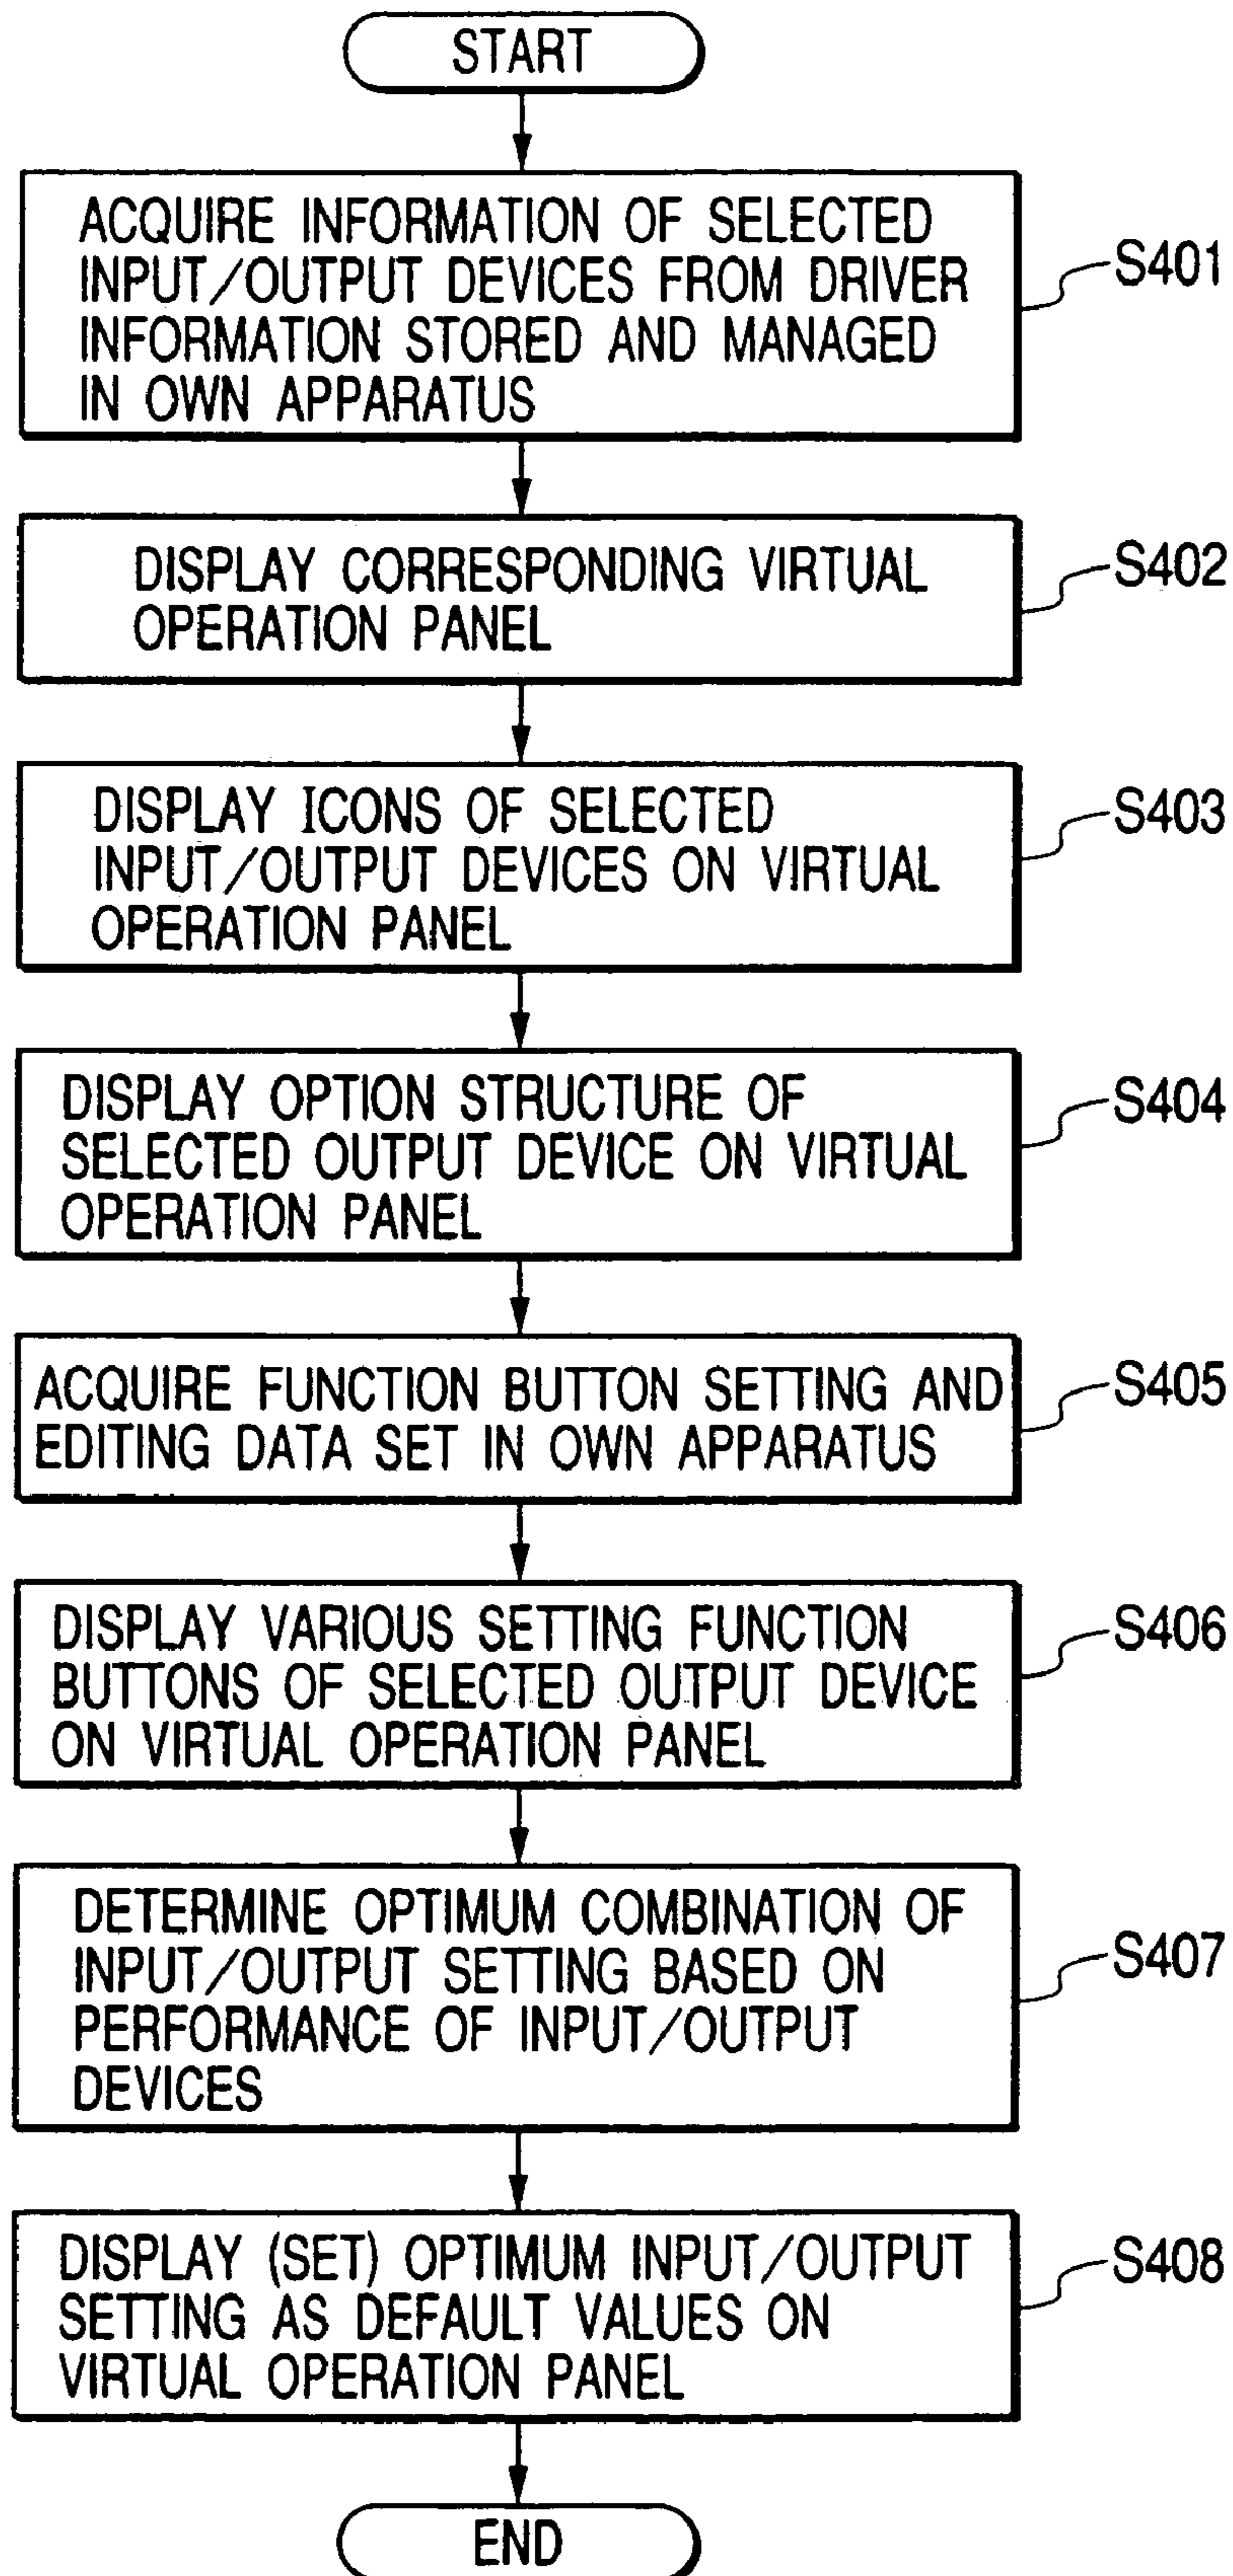 START
ACQUIRE INFORMATION OF SELECTED
INPUT/OUTPUT DEVICES FROM DRIVER
INFORMATION STORED AND MANAGED
IN OWN APPARATUS
S401
DISPLAY CORRESPONDING VIRTUAL
OPERATION PANEL
S402
DISPLAY ICONS OF SELECTED
INPUT/OUTPUT DEVICES ON VIRTUAL
OPERATION PANEL
S403
DISPLAY OPTION STRUCTURE OF
SELECTED OUTPUT DEVICE ON VIRTUAL
OPERATION PANEL
S404
ACQUIRE FUNCTION BUTTON SETTING AND
EDITING DATA SET IN OWN APPARATUS
S405
DISPLAY VARIOUS SETTING FUNCTION
BUTTONS OF SELECTED OUTPUT DEVICE
ON VIRTUAL OPERATION PANEL
S406
DETERMINE OPTIMUM COMBINATION OF
INPUT/OUTPUT SETTING BASED ON
PERFORMANCE OF INPUT/OUTPUT
DEVICES
S407
DISPLAY (SET) OPTIMUM INPUT/OUTPUT
SETTING AS DEFAULT VALUES ON
VIRTUAL OPERATION PANEL
S408
END